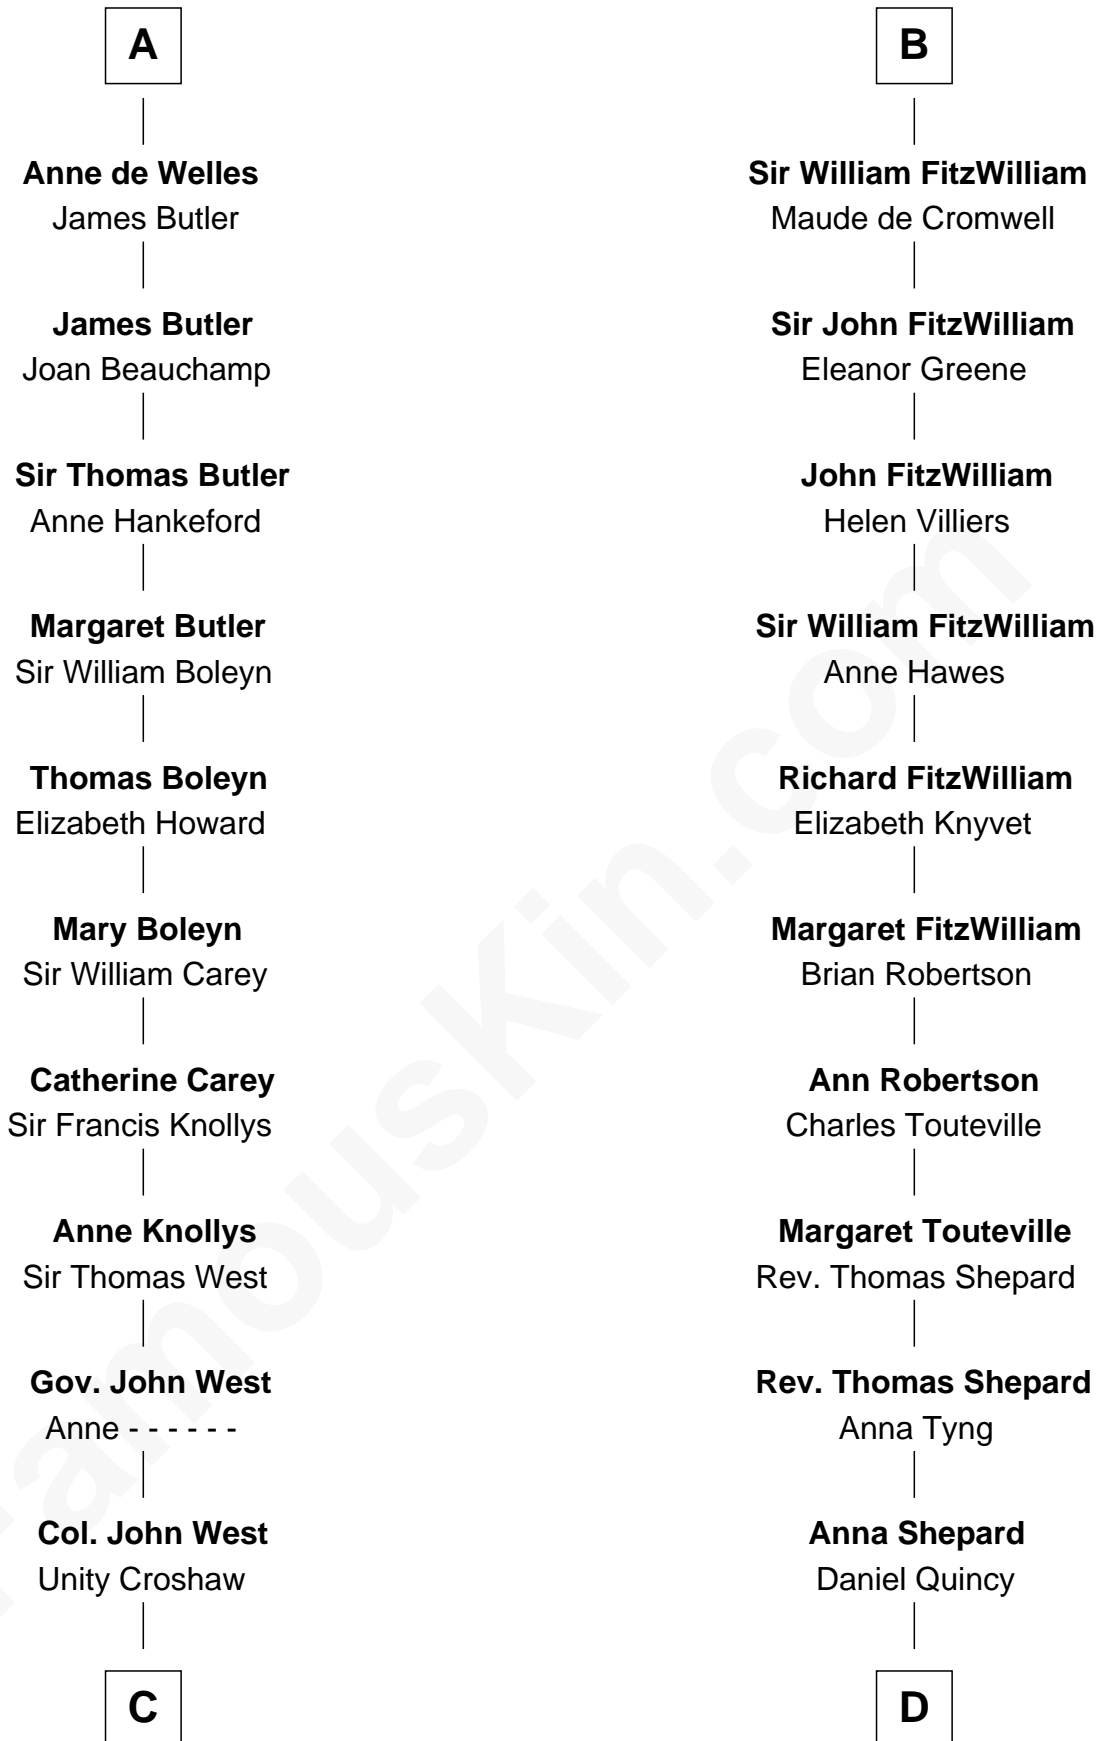 A
Anne de Welles
James Butler
James Butler
Joan Beauchamp
Sir Thomas Butler
Anne Hankeford
Margaret Butler
Sir William Boleyn
Thomas Boleyn
Elizabeth Howard
Mary Boleyn
Sir William Carey
Catherine Carey
Sir Francis Knollys
Anne Knollys
Sir Thomas West
Gov. John West
Anne - - - - - -
Col. John West
Unity Croshaw
C
B
Sir William FitzWilliam
Maude de Cromwell
Sir John FitzWilliam
Eleanor Greene
John FitzWilliam
Helen Villiers
Sir William FitzWilliam
Anne Hawes
Richard FitzWilliam
Elizabeth Knyvet
Margaret FitzWilliam
Brian Robertson
Ann Robertson
Charles Touteville
Margaret Touteville
Rev. Thomas Shepard
Rev. Thomas Shepard
Anna Tyng
Anna Shepard
Daniel Quincy
D
FamousKin.com